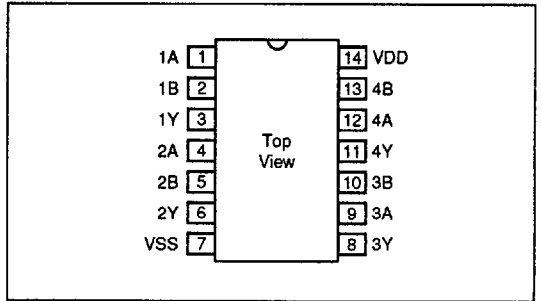 1A 1 14 VDD
1B 2 13 4B
1Y 3 12 4A
2A 4 Top 11 4Y
View
2B 5 10 3B
2Y 6 9 3A
VSS 7 8 3Y